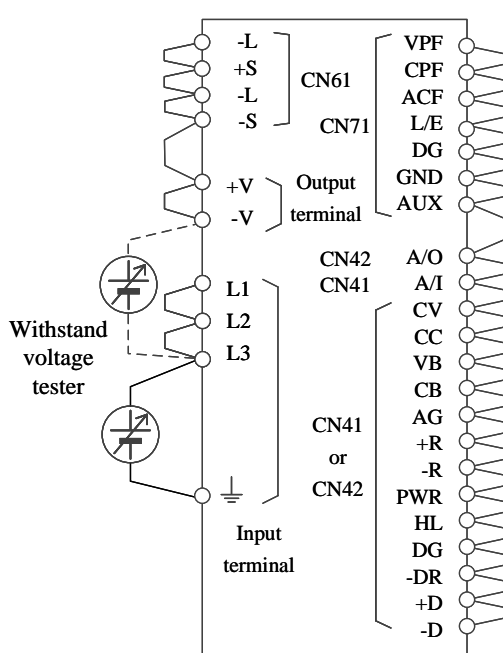 -L
+S
-L
-S
CN61
+V
-V
Output
terminal
Withstand
voltage
tester
L1
L2
L3
Input
terminal
VPF
CPF
ACF
L/E
DG
GND
AUX
CN71
CN42
A/O
CN41
A/I
CV
CC
VB
CB
AG
+R
-R
PWR
HL
DG
-DR
+D
-D
CN41
or
CN42